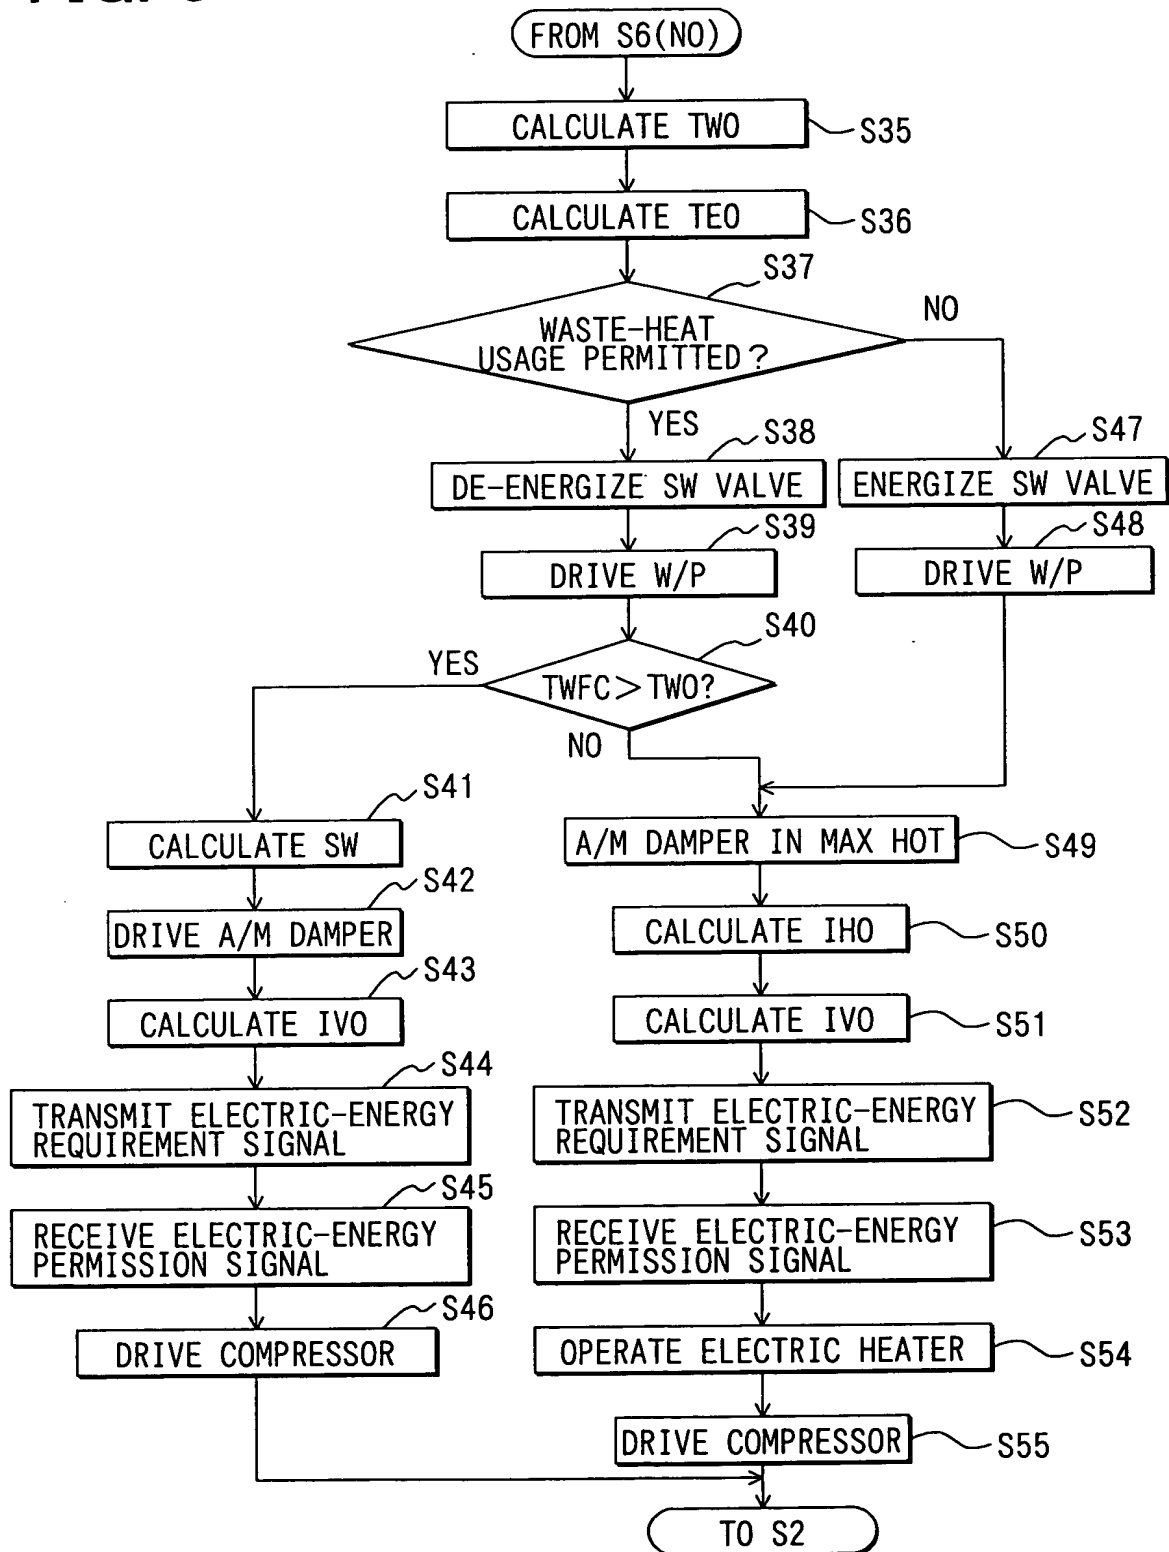 FROM S6(NO)
CALCULATE TWO
S35
CALCULATE TEO
S36
S37
WASTE-HEAT
USAGE PERMITTED?
NO
YES
S38
DE-ENERGIZE SW VALVE
S47
ENERGIZE SW VALVE
S39
DRIVE W/P
S48
DRIVE W/P
S40
TWFC>TWO?
YES
NO
S41
CALCULATE SW
S42
DRIVE A/M DAMPER
S43
CALCULATE IVO
S44
TRANSMIT ELECTRIC-ENERGY
REQUIREMENT SIGNAL
S45
RECEIVE ELECTRIC-ENERGY
PERMISSION SIGNAL
S46
DRIVE COMPRESSOR
A/M DAMPER IN MAX HOT
S49
CALCULATE IHO
S50
CALCULATE IVO
S51
TRANSMIT ELECTRIC-ENERGY
REQUIREMENT SIGNAL
S52
RECEIVE ELECTRIC-ENERGY
PERMISSION SIGNAL
S53
OPERATE ELECTRIC HEATER
S54
DRIVE COMPRESSOR
S55
TO S2